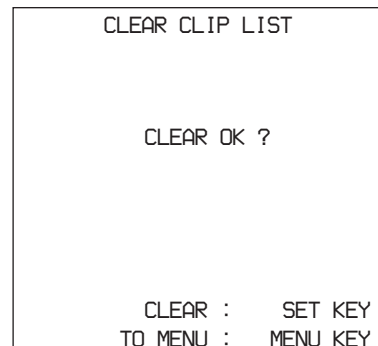 CLEAR CLIP LIST
CLEAR OK ?
CLEAR : SET KEY
TO MENU : MENU KEY